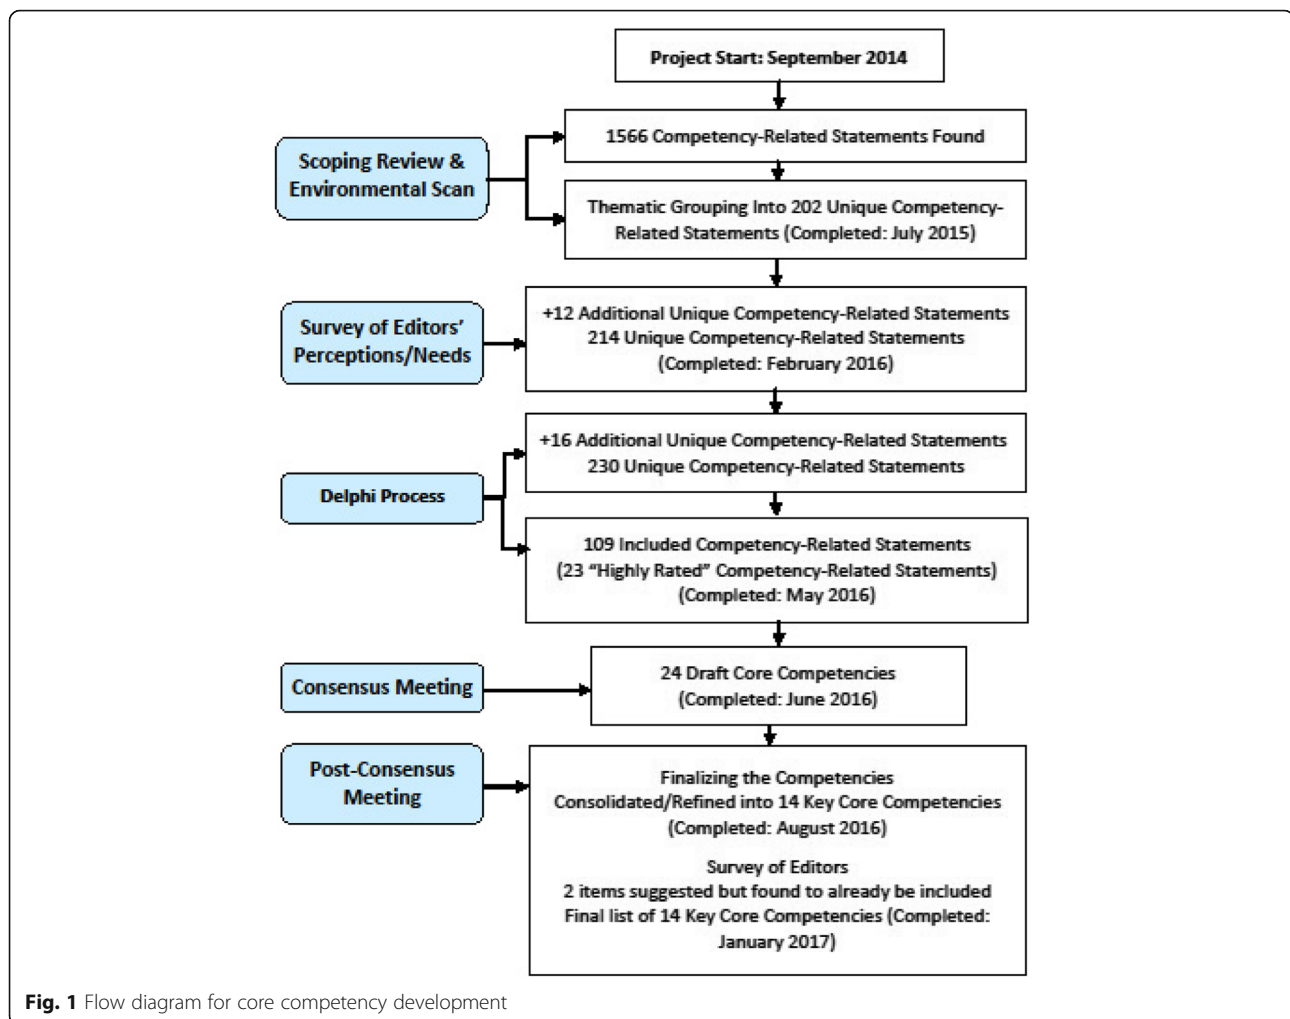 Project Start: September 2014
1566 Competency-Related Statements Found
Scoping Review &
Environmental Scan
Thematic Grouping Into 202 Unique Competency-
Related Statements (Completed: July 2015)
Survey of Editors’
Perceptions/Needs
+12 Additional Unique Competency-Related Statements
214 Unique Competency-Related Statements
(Completed: February 2016)
+16 Additional Unique Competency-Related Statements
230 Unique Competency-Related Statements
Delphi Process
109 Included Competency-Related Statements
(23 “Highly Rated” Competency-Related Statements)
(Completed: May 2016)
Consensus Meeting
24 Draft Core Competencies
(Completed: June 2016)
Post-Consensus
Meeting
Finalizing the Competencies
Consolidated/Refined into 14 Key Core Competencies
(Completed: August 2016)
Survey of Editors
2 items suggested but found to already be included
Final list of 14 Key Core Competencies (Completed:
January 2017)
Fig. 1 Flow diagram for core competency development